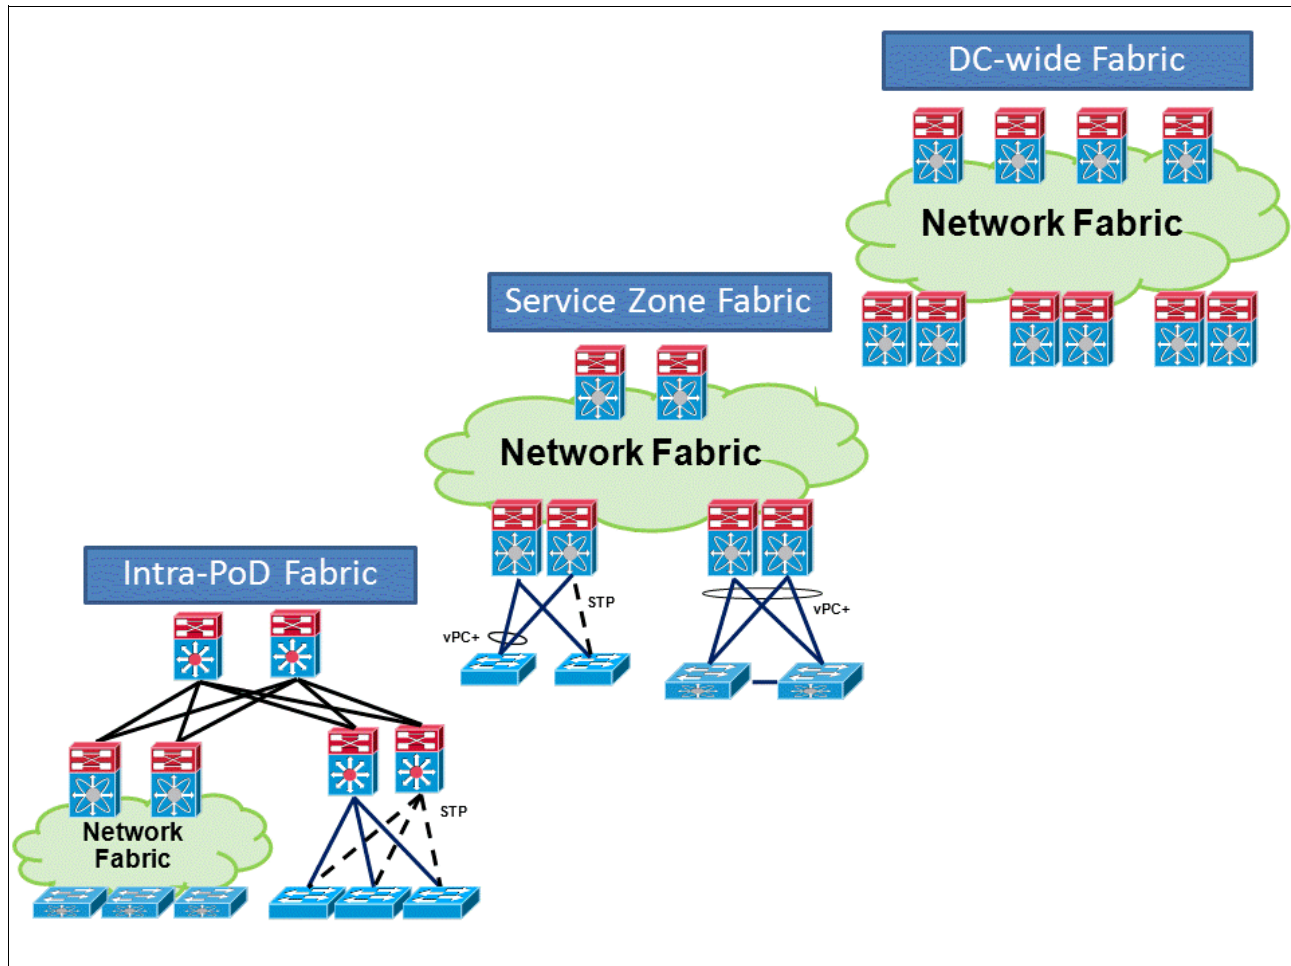 DC-wide Fabric
Network Fabric
Service Zone Fabric
Network Fabric
STP
vPC+
vPC+
Intra-PoD Fabric
STP
Network
Fabric